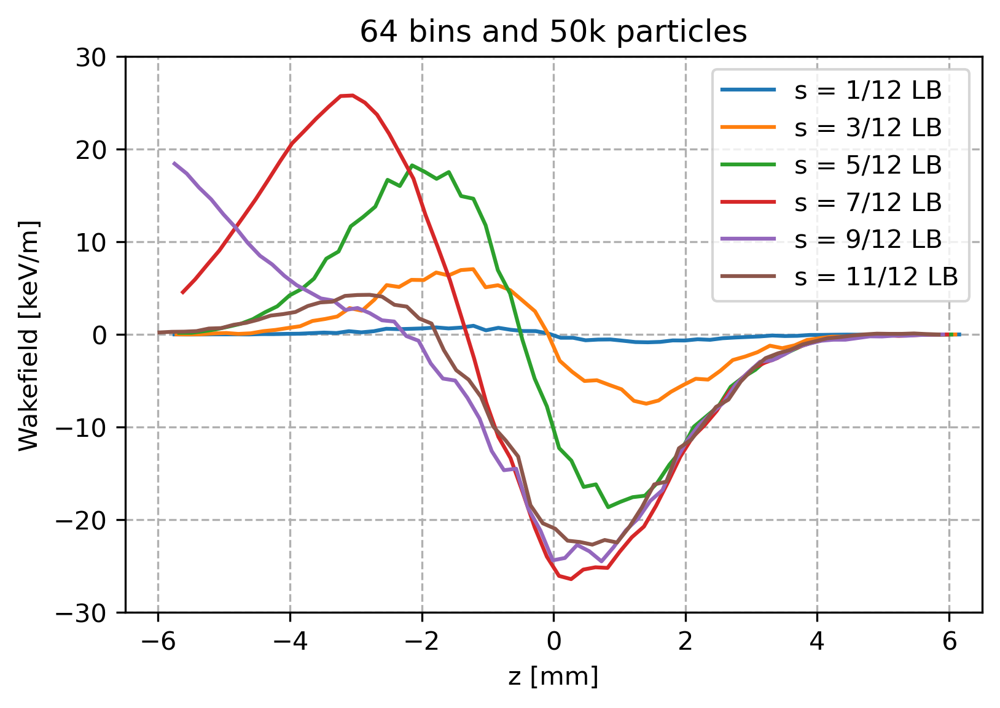 64 bins and 50k particles
30
20
10
0
−10
−20
−30
Wakefield [keV/m]
s = 1/12 LB
s = 3/12 LB
s = 5/12 LB
s = 7/12 LB
s = 9/12 LB
s = 11/12 LB
−6 −4 −2 0 2 4 6
z [mm]